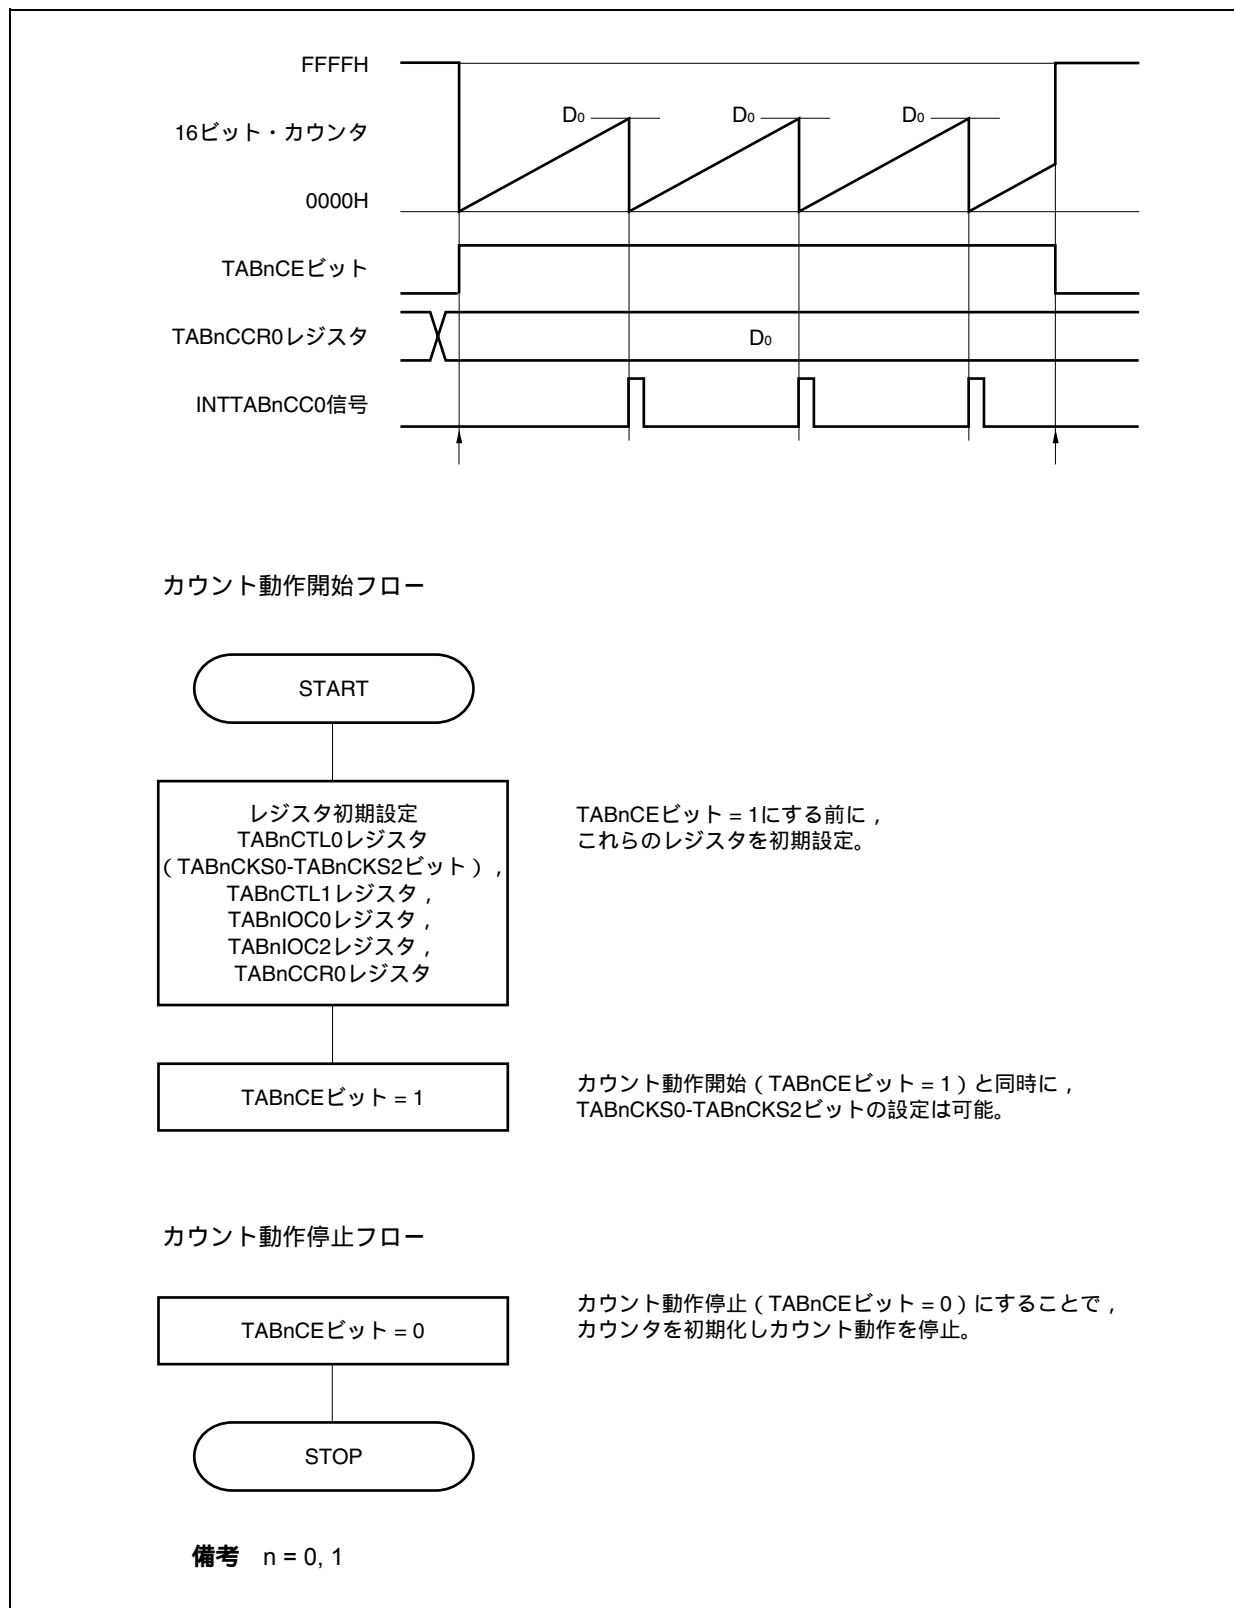 FFFFH
16ビット・カウンタ
D0 D0 D0
0000H
TABnCEビット
TABnCCR0レジスタ
D0
INTTABnCC0信号
カウント動作開始フロー
START
レジスタ初期設定
TABnCTL0レジスタ
（TABnCKS0-TABnCKS2ビット），
TABnCTL1レジスタ，
TABnIOC0レジスタ，
TABnIOC2レジスタ，
TABnCCR0レジスタ
TABnCEビット = 1にする前に，
これらのレジスタを初期設定。
TABnCEビット = 1
カウント動作開始（TABnCEビット = 1）と同時に，
TABnCKS0-TABnCKS2ビットの設定は可能。
カウント動作停止フロー
TABnCEビット = 0
カウント動作停止（TABnCEビット = 0）にすることで，
カウンタを初期化しカウント動作を停止。
STOP
備考 n = 0, 1